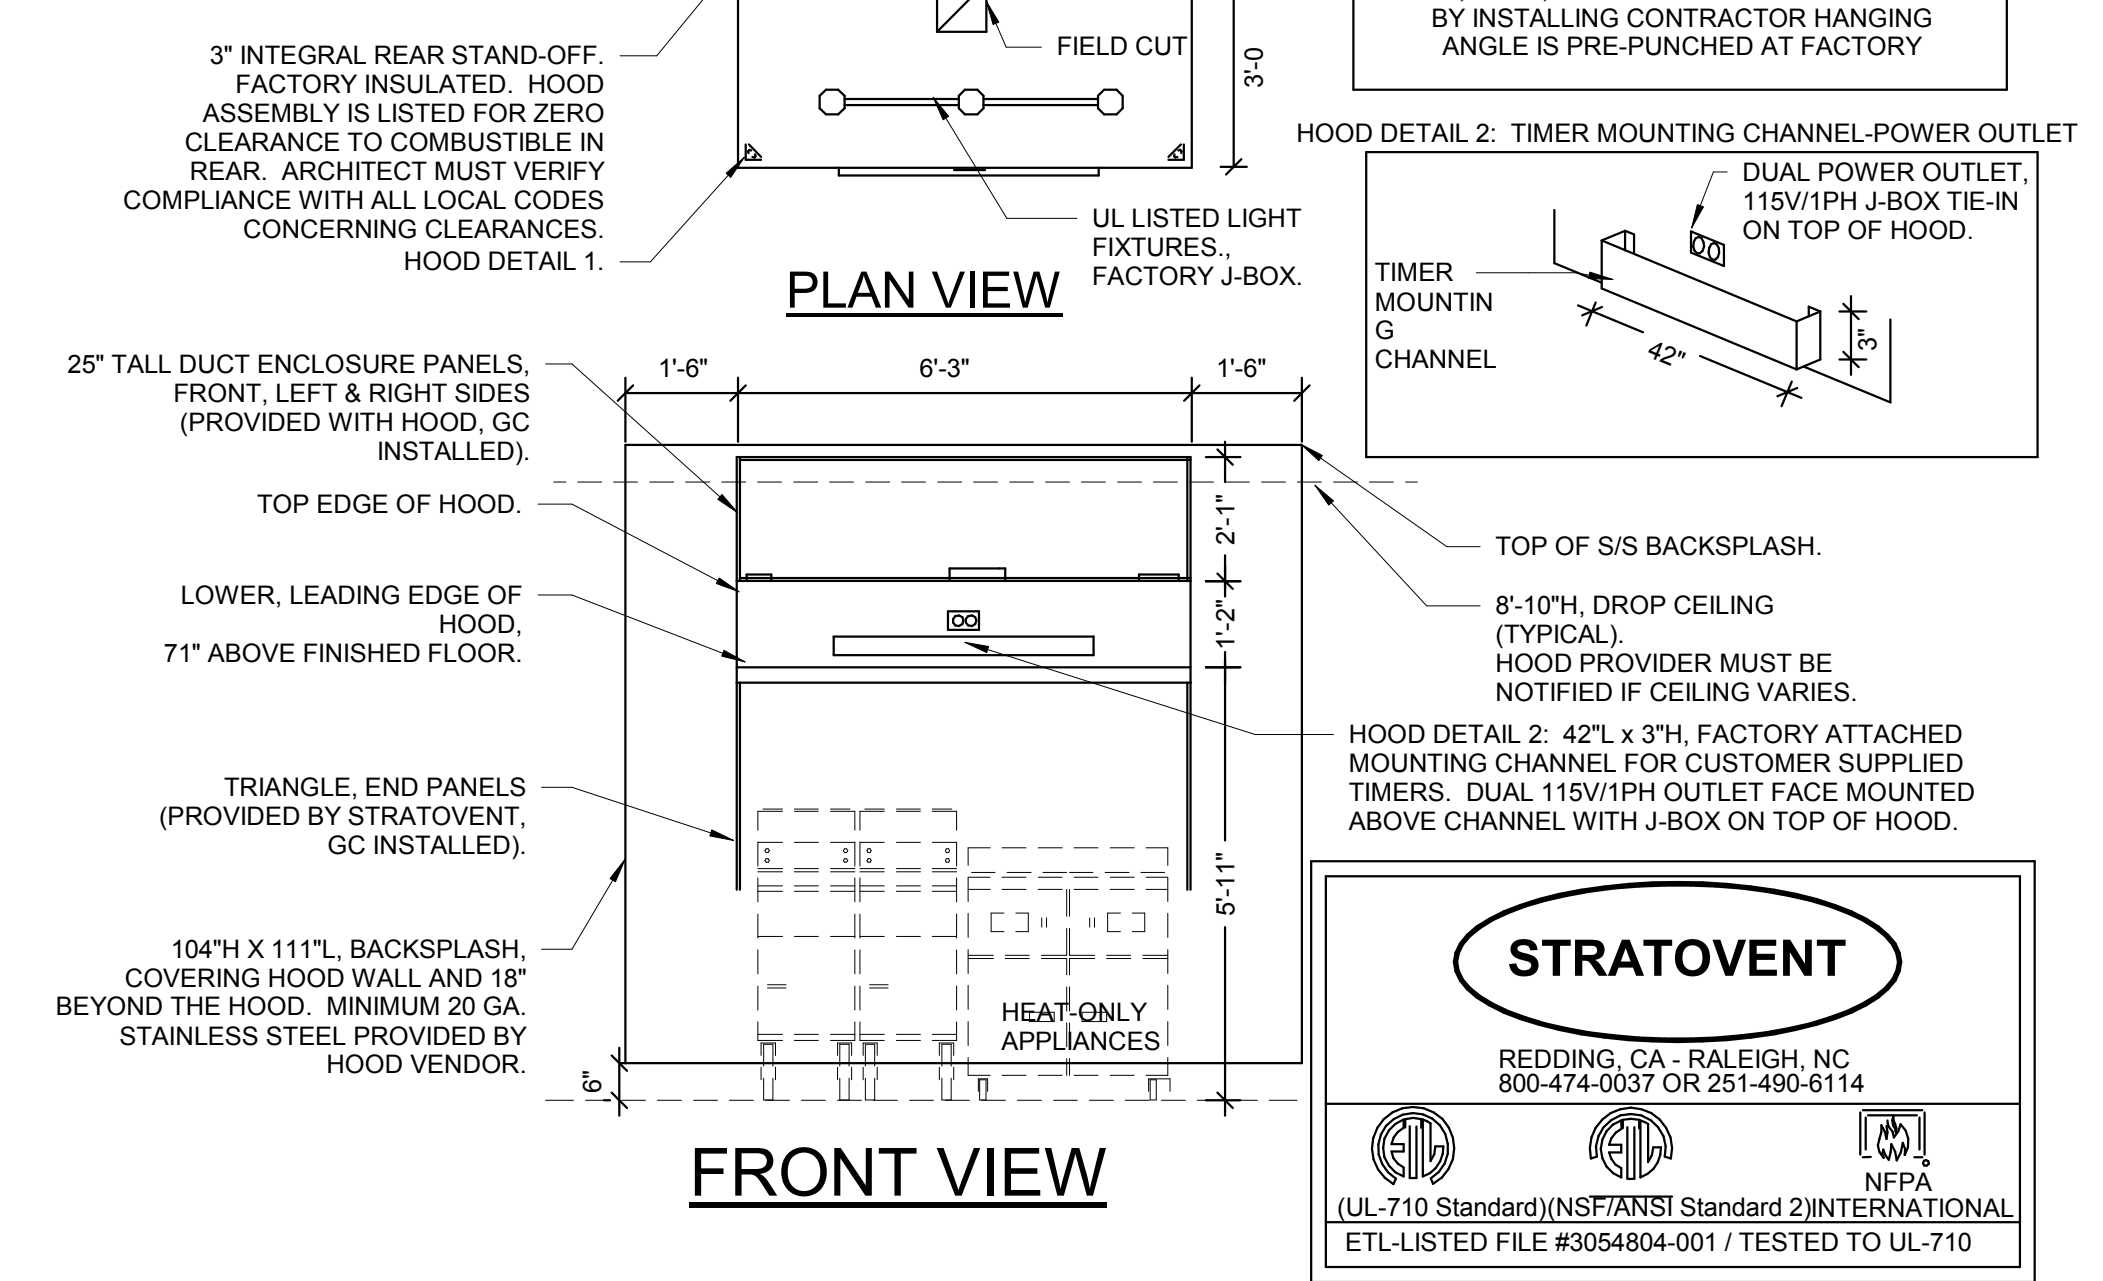 BY INSTALLING CONTRACTOR HANGING
ANGLE IS PRE-PUNCHED AT FACTORY
3" INTEGRAL REAR STAND-OFF.
FACTORY INSULATED. HOOD
ASSEMBLY IS LISTED FOR ZERO
CLEARANCE TO COMBUSTIBLE IN
REAR. ARCHITECT MUST VERIFY
COMPLIANCE WITH ALL LOCAL CODES
CONCERNING CLEARANCES.
HOOD DETAIL 1.
FIELD CUT
3'-0
UL LISTED LIGHT
FIXTURES.,
FACTORY J-BOX.
PLAN VIEW
HOOD DETAIL 2: TIMER MOUNTING CHANNEL-POWER OUTLET
DUAL POWER OUTLET,
115V/1PH J-BOX TIE-IN
ON TOP OF HOOD.
TIMER
MOUNTIN
G
CHANNEL
42"
3"
25" TALL DUCT ENCLOSURE PANELS,
FRONT, LEFT & RIGHT SIDES
(PROVIDED WITH HOOD, GC
INSTALLED).
TOP EDGE OF HOOD.
LOWER, LEADING EDGE OF
HOOD,
71" ABOVE FINISHED FLOOR.
TRIANGLE, END PANELS
(PROVIDED BY STRATOVENT,
GC INSTALLED).
104"H X 111"L, BACKSPLASH,
COVERING HOOD WALL AND 18"
BEYOND THE HOOD. MINIMUM 20 GA.
STAINLESS STEEL PROVIDED BY
HOOD VENDOR.
1'-6"
6'-3"
1'-6"
2'-1"
1'-2"
5'-11"
6"
HEAT-ONLY
APPLIANCES
FRONT VIEW
TOP OF S/S BACKSPLASH.
8'-10"H, DROP CEILING
(TYPICAL).
HOOD PROVIDER MUST BE
NOTIFIED IF CEILING VARIES.
HOOD DETAIL 2: 42"L x 3"H, FACTORY ATTACHED
MOUNTING CHANNEL FOR CUSTOMER SUPPLIED
TIMERS. DUAL 115V/1PH OUTLET FACE MOUNTED
ABOVE CHANNEL WITH J-BOX ON TOP OF HOOD.
STRATOVENT
REDDING, CA - RALEIGH, NC
800-474-0037 OR 251-490-6114
ETL
ETL
NFPA
(UL-710 Standard)(NSF/ANSI Standard 2)INTERNATIONAL
ETL-LISTED FILE #3054804-001 / TESTED TO UL-710